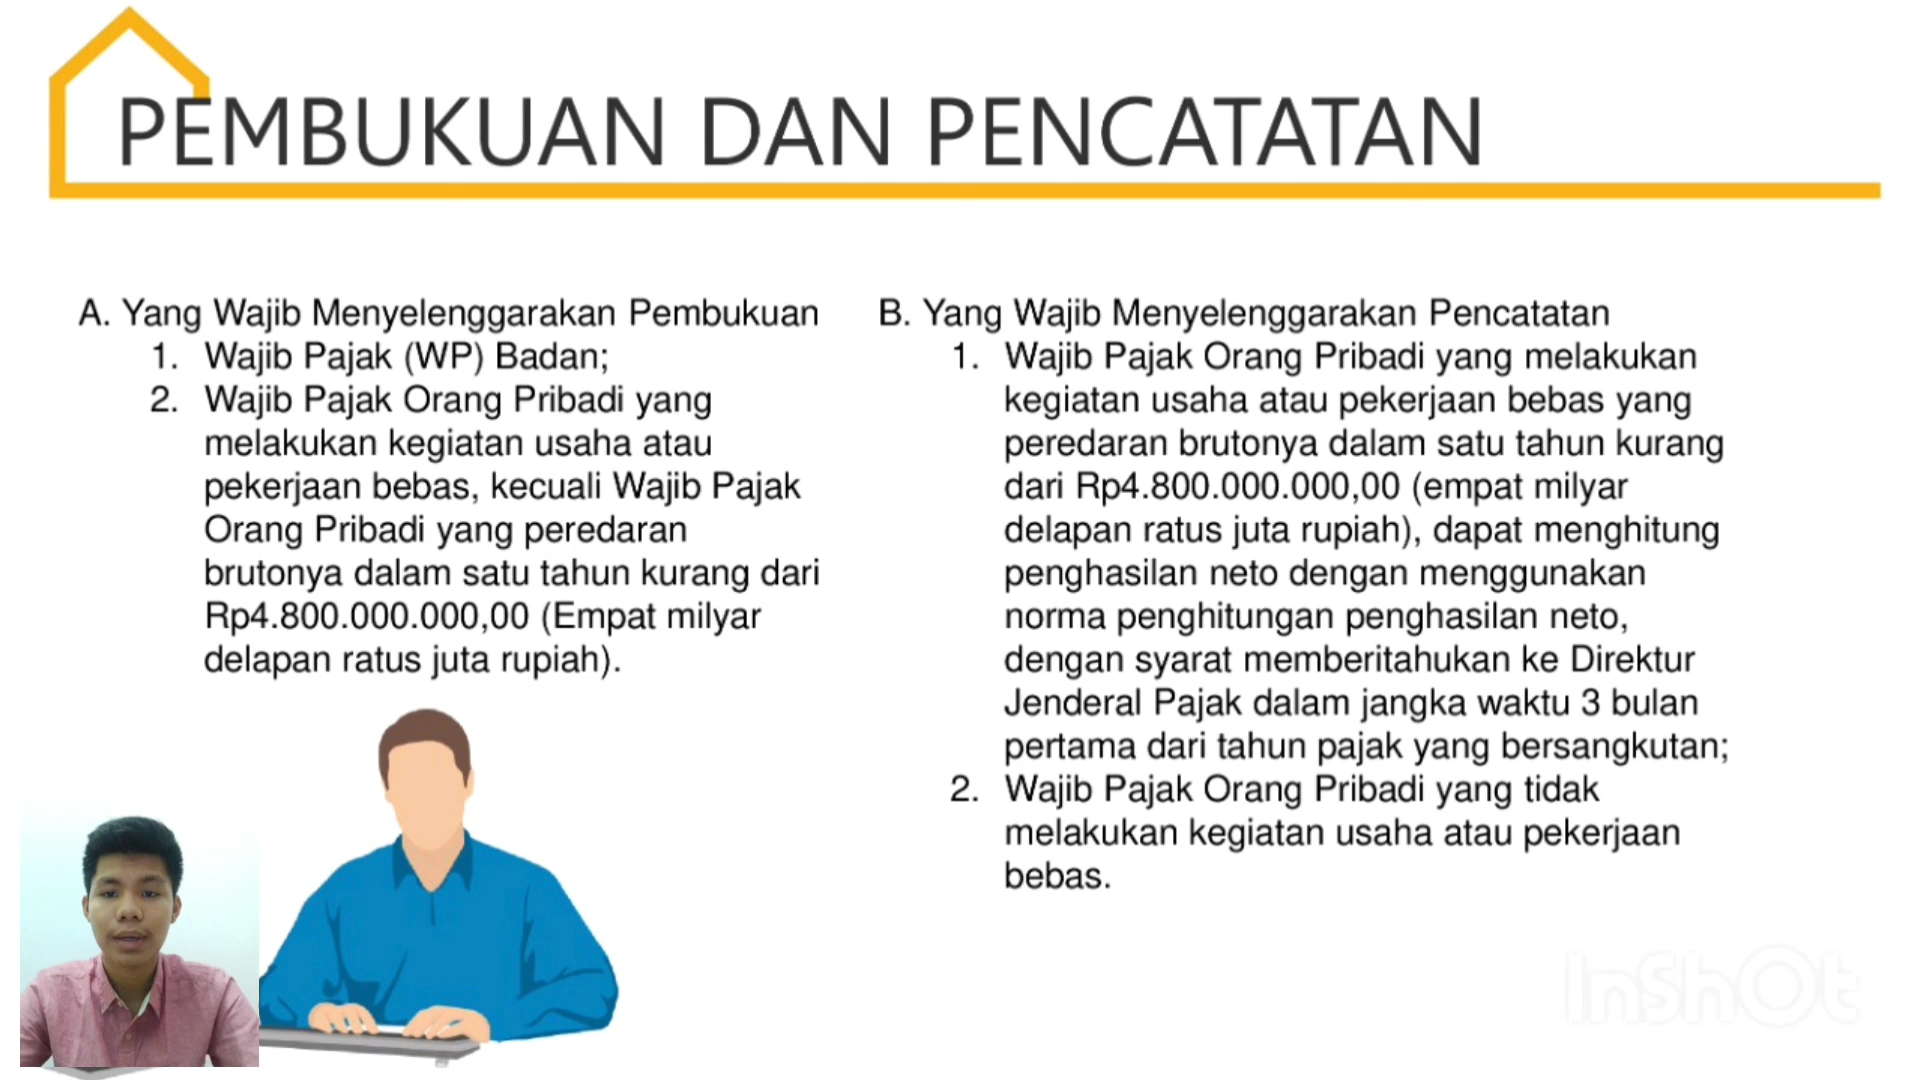 PEMBUKUAN DAN PENCATATAN
A. Yang Wajib Menyelenggarakan Pembukuan
1. Wajib Pajak (WP) Badan;
2. Wajib Pajak Orang Pribadi yang
melakukan kegiatan usaha atau
pekerjaan bebas, kecuali Wajib Pajak
Orang Pribadi yang peredaran
brutonya dalam satu tahun kurang dari
Rp4.800.000.000,00 (Empat milyar
delapan ratus juta rupiah).
B. Yang Wajib Menyelenggarakan Pencatatan
1. Wajib Pajak Orang Pribadi yang melakukan
kegiatan usaha atau pekerjaan bebas yang
peredaran brutonya dalam satu tahun kurang
dari Rp4.800.000.000,00 (empat milyar
delapan ratus juta rupiah), dapat menghitung
penghasilan neto dengan menggunakan
norma penghitungan penghasilan neto,
dengan syarat memberitahukan ke Direktur
Jenderal Pajak dalam jangka waktu 3 bulan
pertama dari tahun pajak yang bersangkutan;
2. Wajib Pajak Orang Pribadi yang tidak
melakukan kegiatan usaha atau pekerjaan
bebas.
InShOt